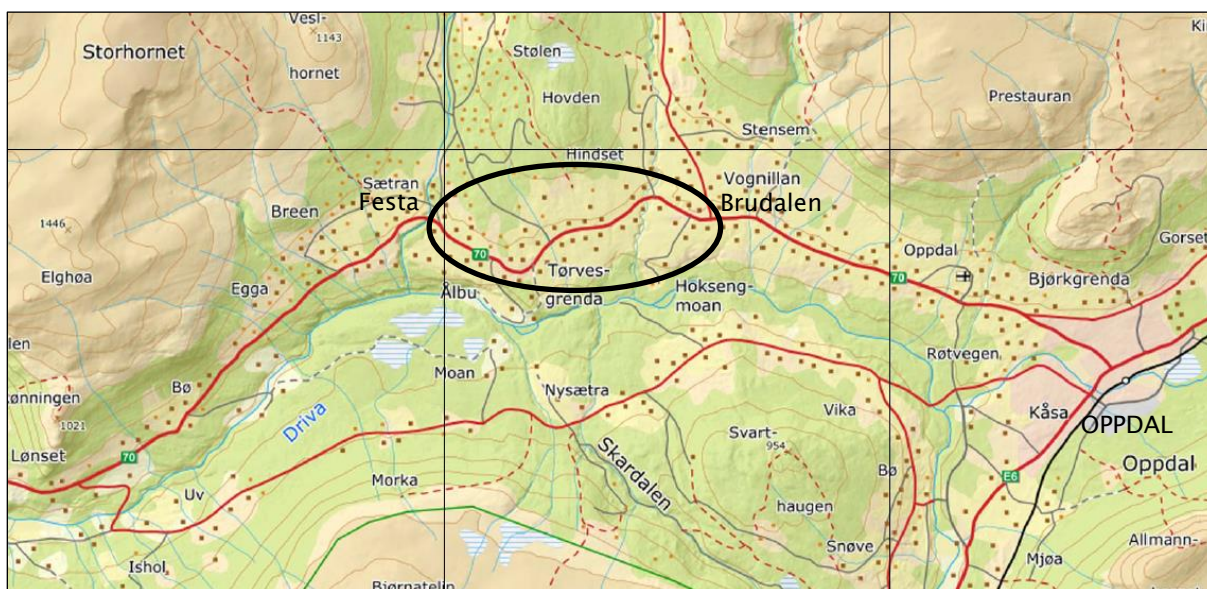 Vesl-
1143
hornet
Storhornet
Stølen
Hovden
Prestauran
Stensem
Hindset
Sætran
Festa
Vognillan
Brudalen
Breen
1446
Elghøa
Egga
70
Tørves-
grenda
Ålbu
Hokseng-
moan
Oppdal
70
Bjørkgrenda
Gorset
Røtvegen
Moan
Bø
1021
Driva
Nysætra
Vika
Kåsa
OPPDAL
Svart-
954
haugen
Lønset
70
Skardalen
Bø
Oppdal
E6
Uv
Morka
Snøve
Mjøa
Allmann-
Ishol